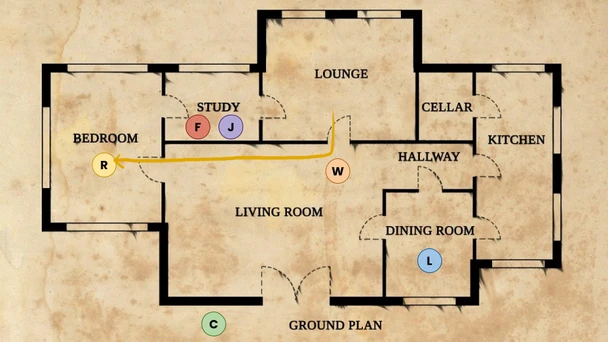 LOUNGE
STUDY
CELLAR
F
J
BEDROOM
KITCHEN
R
HALLWAY
W
LIVING ROOM
DINING ROOM
L
C
GROUND PLAN